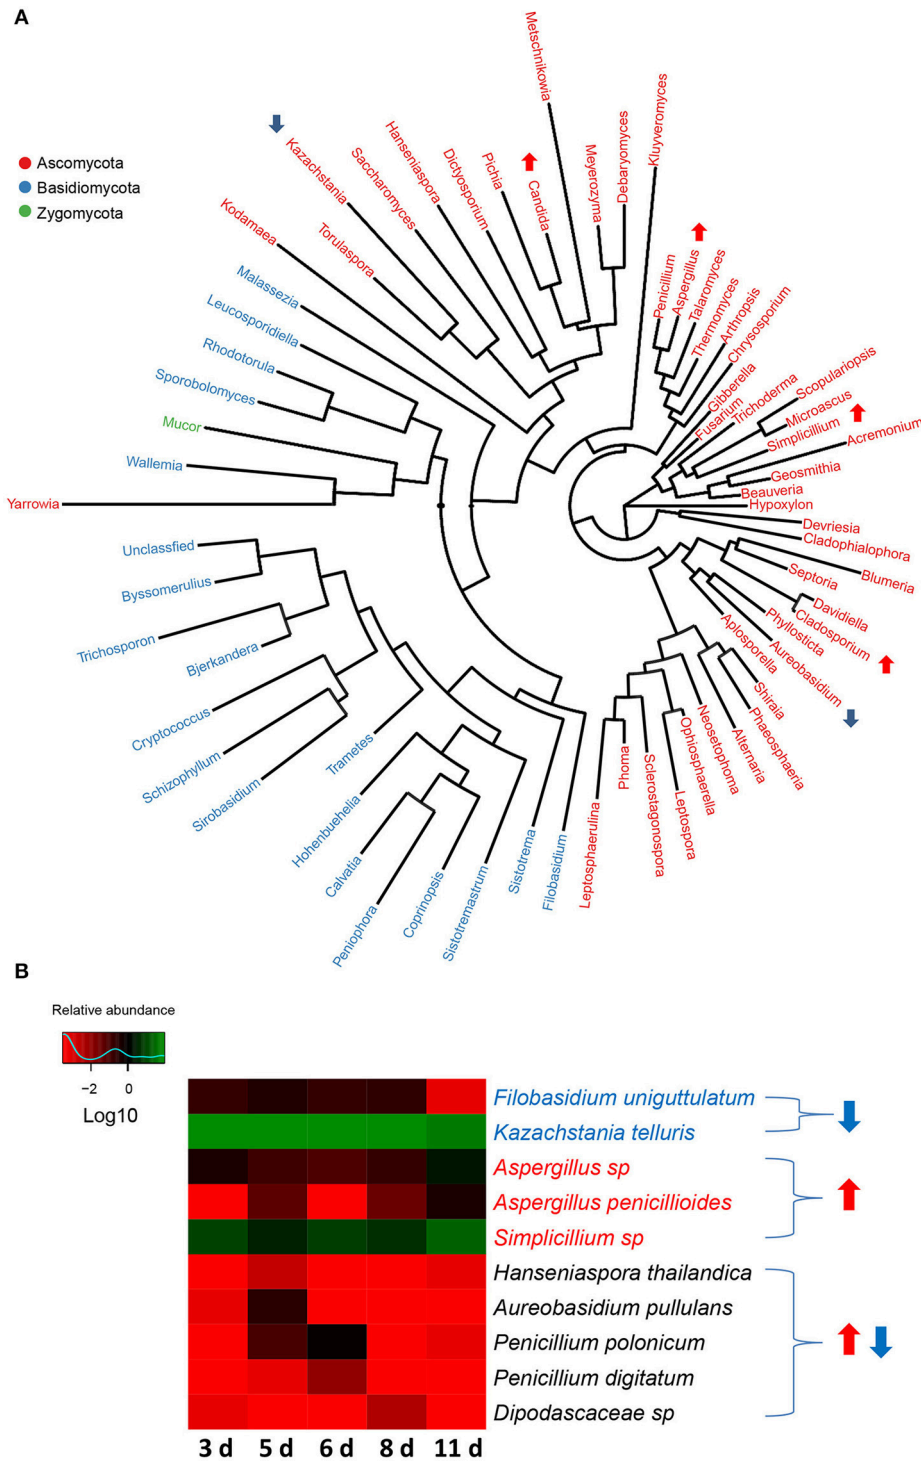 A
Ascomycota
Basidiomycota
Zygomycota
Metschnikowia
Kluyveromyces
Debaryomyces
Meyerozyma
Candida
Pichia
Dictyosporium
Hanseniaspora
Saccharomyces
Kazachstania
Torulaspora
Kodamaea
Malassezia
Leucosporidiella
Rhodotorula
Sporobolomyces
Mucor
Wallemia
Yarrowia
Unclassfied
Byssomerulius
Trichosporon
Bjerkandera
Cryptococcus
Schizophyllum
Sirobasidium
Trametes
Hohenbuehelia
Calvatia
Peniophora
Coprinopsis
Sistotremastrum
Sistotrema
Filobasidium
Leptosphaerulina
Phoma
Sclerostagonospora
Leptospora
Ophiosphaerella
Neosetophoma
Alternaria
Phaeosphaeria
Shiraia
Aplosporella
Aureobasidium
Phyllosticta
Cladosporium
Davidiella
Septoria
Blumeria
Cladophialophora
Devriesia
Hypoxylon
Beauveria
Geosmithia
Acremonium
Simplicillium
Microascus
Scopulariopsis
Trichoderma
Fusarium
Gibberella
Chrysosporium
Arthropsis
Thermomyces
Talaromyces
Aspergillus
Penicillium
B
Relative abundance
−2 0
Log10
Filobasidium uniguttulatum
Kazachstania telluris
Aspergillus sp
Aspergillus penicillioides
Simplicillium sp
Hanseniaspora thailandica
Aureobasidium pullulans
Penicillium polonicum
Penicillium digitatum
Dipodascaceae sp
3 d 5 d 6 d 8 d 11 d